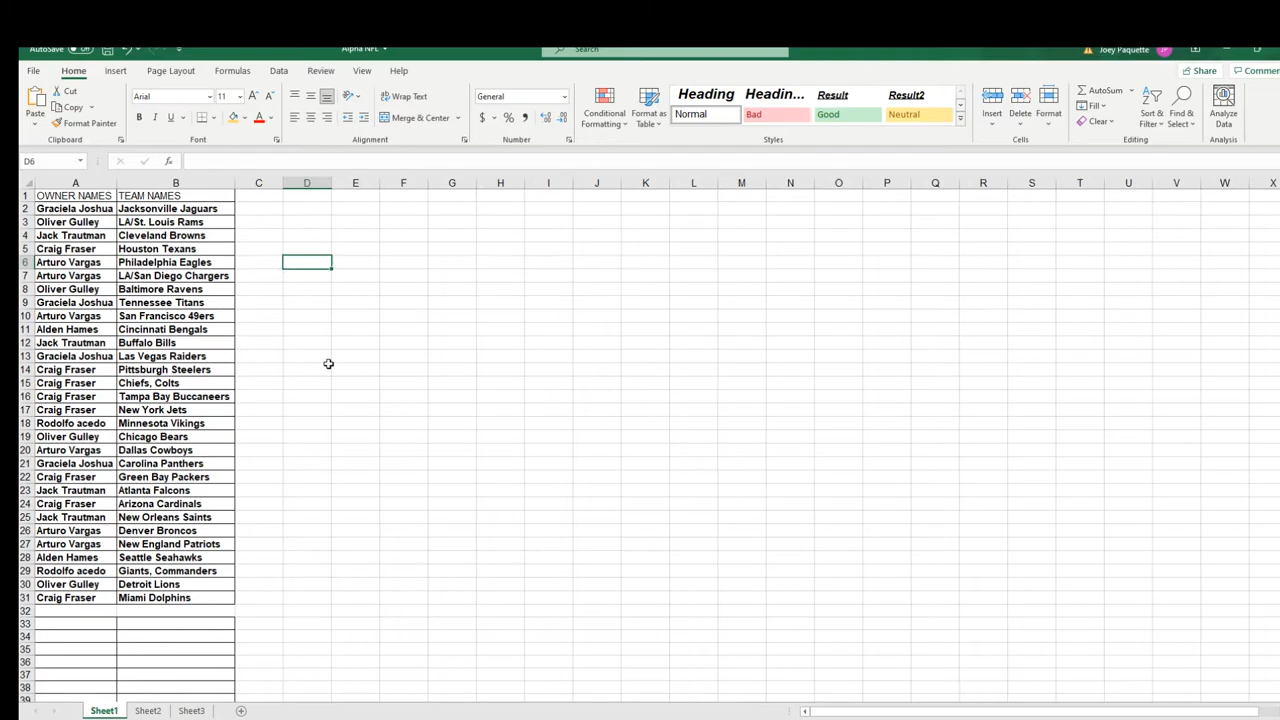 AutoSave Off Alpha NFL Search Joey Paquette JP
File Home Insert Page Layout Formulas Data Review View Help Share Commen
Paste Cut Copy Format Painter Clipboard
Arial 11 A A B I U A Font
Wrap Text Merge & Center Alignment
General $ % Number
Conditional Formatting Format as Table
Heading Headin... Result Result2
Normal Bad Good Neutral
Styles
Insert Delete Format
AutoSum Fill Clear Sort & Filter Find & Select Editing
Analyze Data Analysis
D6 fx
A B C D E F G H I J K L M N O P Q R S T U V W X
1 OWNER NAMES TEAM NAMES
2 Graciela Joshua Jacksonville Jaguars
3 Oliver Gulley LA/St. Louis Rams
4 Jack Trautman Cleveland Browns
5 Craig Fraser Houston Texans
6 Arturo Vargas Philadelphia Eagles
7 Arturo Vargas LA/San Diego Chargers
8 Oliver Gulley Baltimore Ravens
9 Graciela Joshua Tennessee Titans
10 Arturo Vargas San Francisco 49ers
11 Alden Hames Cincinnati Bengals
12 Jack Trautman Buffalo Bills
13 Graciela Joshua Las Vegas Raiders
14 Craig Fraser Pittsburgh Steelers
15 Craig Fraser Chiefs, Colts
16 Craig Fraser Tampa Bay Buccaneers
17 Craig Fraser New York Jets
18 Rodolfo acedo Minnesota Vikings
19 Oliver Gulley Chicago Bears
20 Arturo Vargas Dallas Cowboys
21 Graciela Joshua Carolina Panthers
22 Craig Fraser Green Bay Packers
23 Jack Trautman Atlanta Falcons
24 Craig Fraser Arizona Cardinals
25 Jack Trautman New Orleans Saints
26 Arturo Vargas Denver Broncos
27 Arturo Vargas New England Patriots
28 Alden Hames Seattle Seahawks
29 Rodolfo acedo Giants, Commanders
30 Oliver Gulley Detroit Lions
31 Craig Fraser Miami Dolphins
32
33
34
35
36
37
38
39
Sheet1 Sheet2 Sheet3